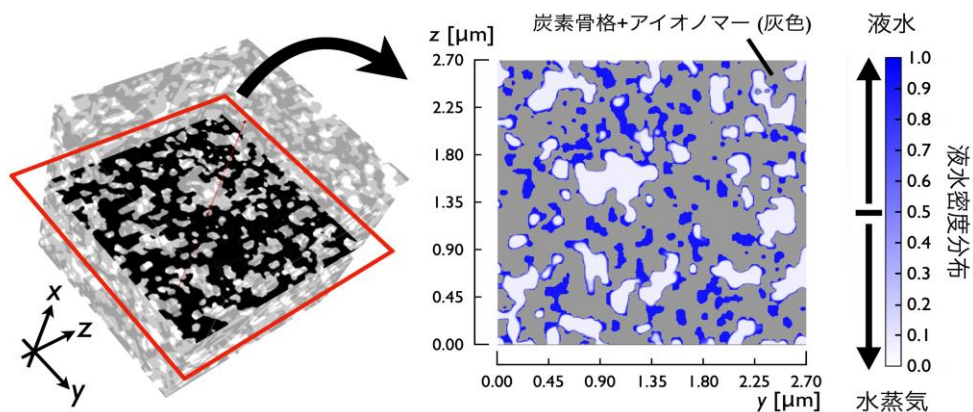 炭素骨格+アイオノマー (灰色)
液水
z [μm]
2.70
2.25
1.80
1.35
0.90
0.45
0.00
0.00 0.45 0.90 1.35 1.80 2.25 2.70
y [μm]
1.0
0.9
0.8
0.7
0.6
0.5
0.4
0.3
0.2
0.1
0.0
液水密度分布
水蒸気
x
z
y